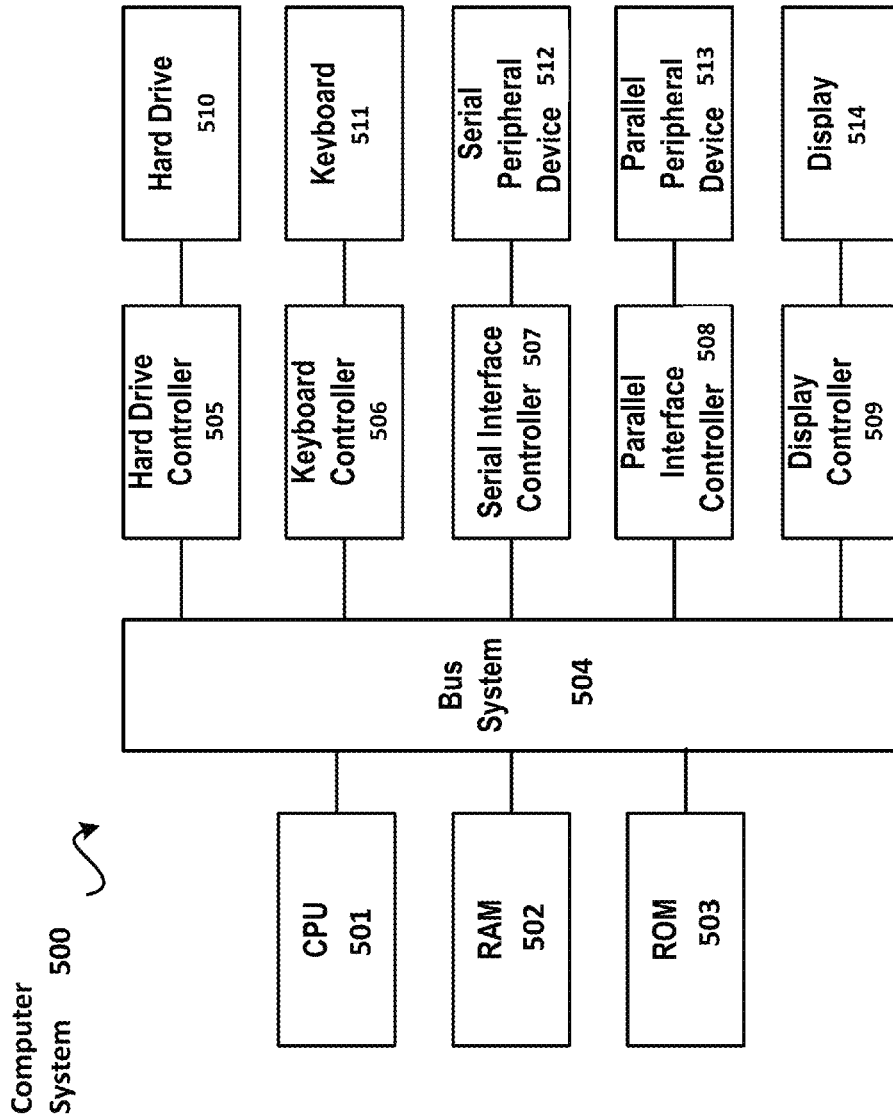 Computer
System 500
CPU
501
RAM
502
ROM
503
Bus
System
504
Hard Drive
Controller
505
Keyboard
Controller
506
Serial Interface
Controller 507
Parallel
Interface
Controller 508
Display
Controller
509
Hard Drive
510
Keyboard
511
Serial
Peripheral
Device 512
Parallel
Peripheral
Device 513
Display
514